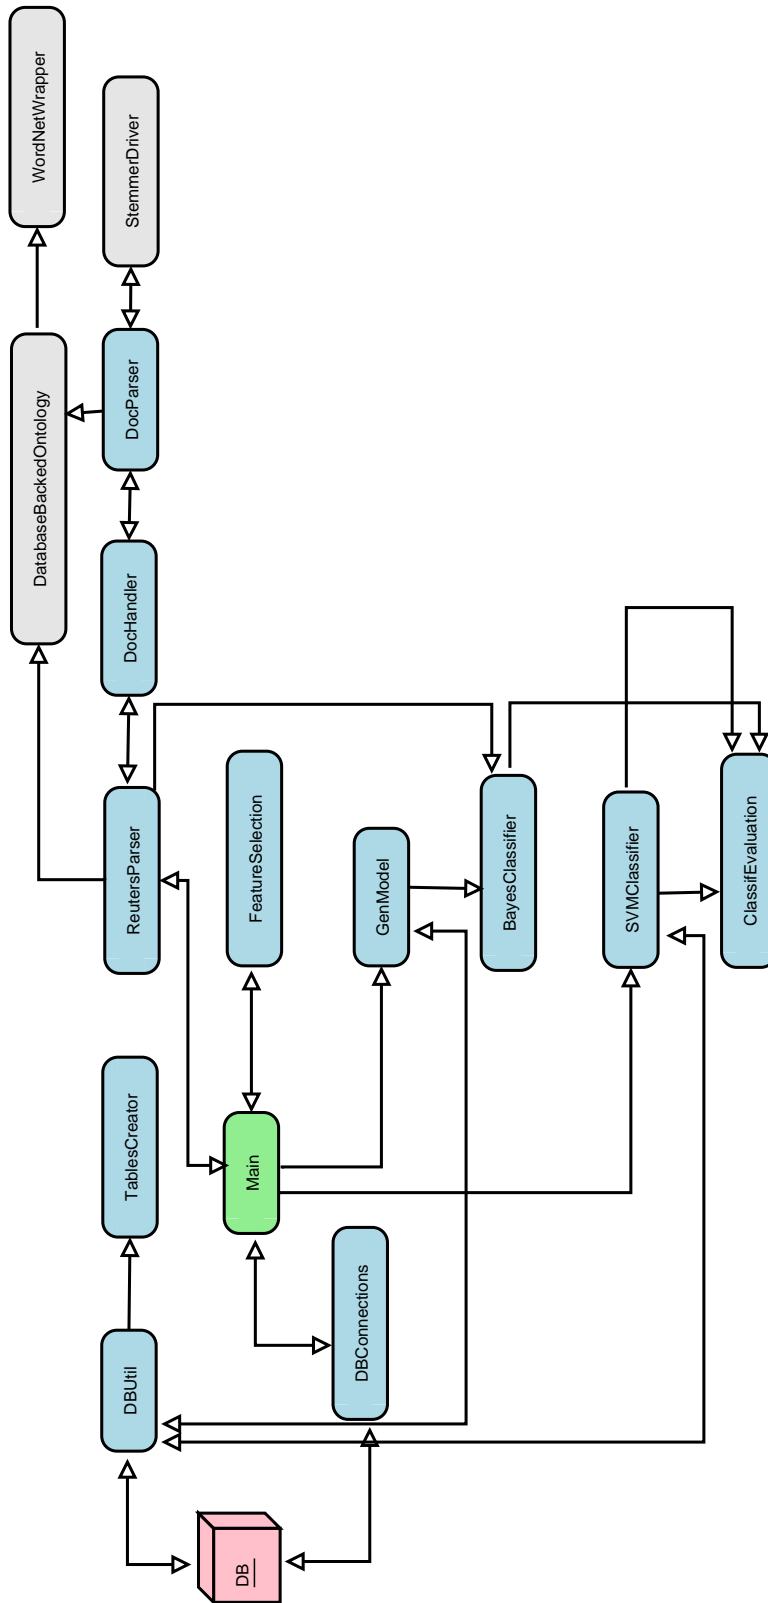 WordNetWrapper
StemmerDriver
DatabaseBackedOntology
DocParser
DocHandler
ReutersParser
FeatureSelection
GenModel
BayesClassifier
SVMClassifier
ClassifEvaluation
TablesCreator
Main
DBConnections
DBUtil
DB